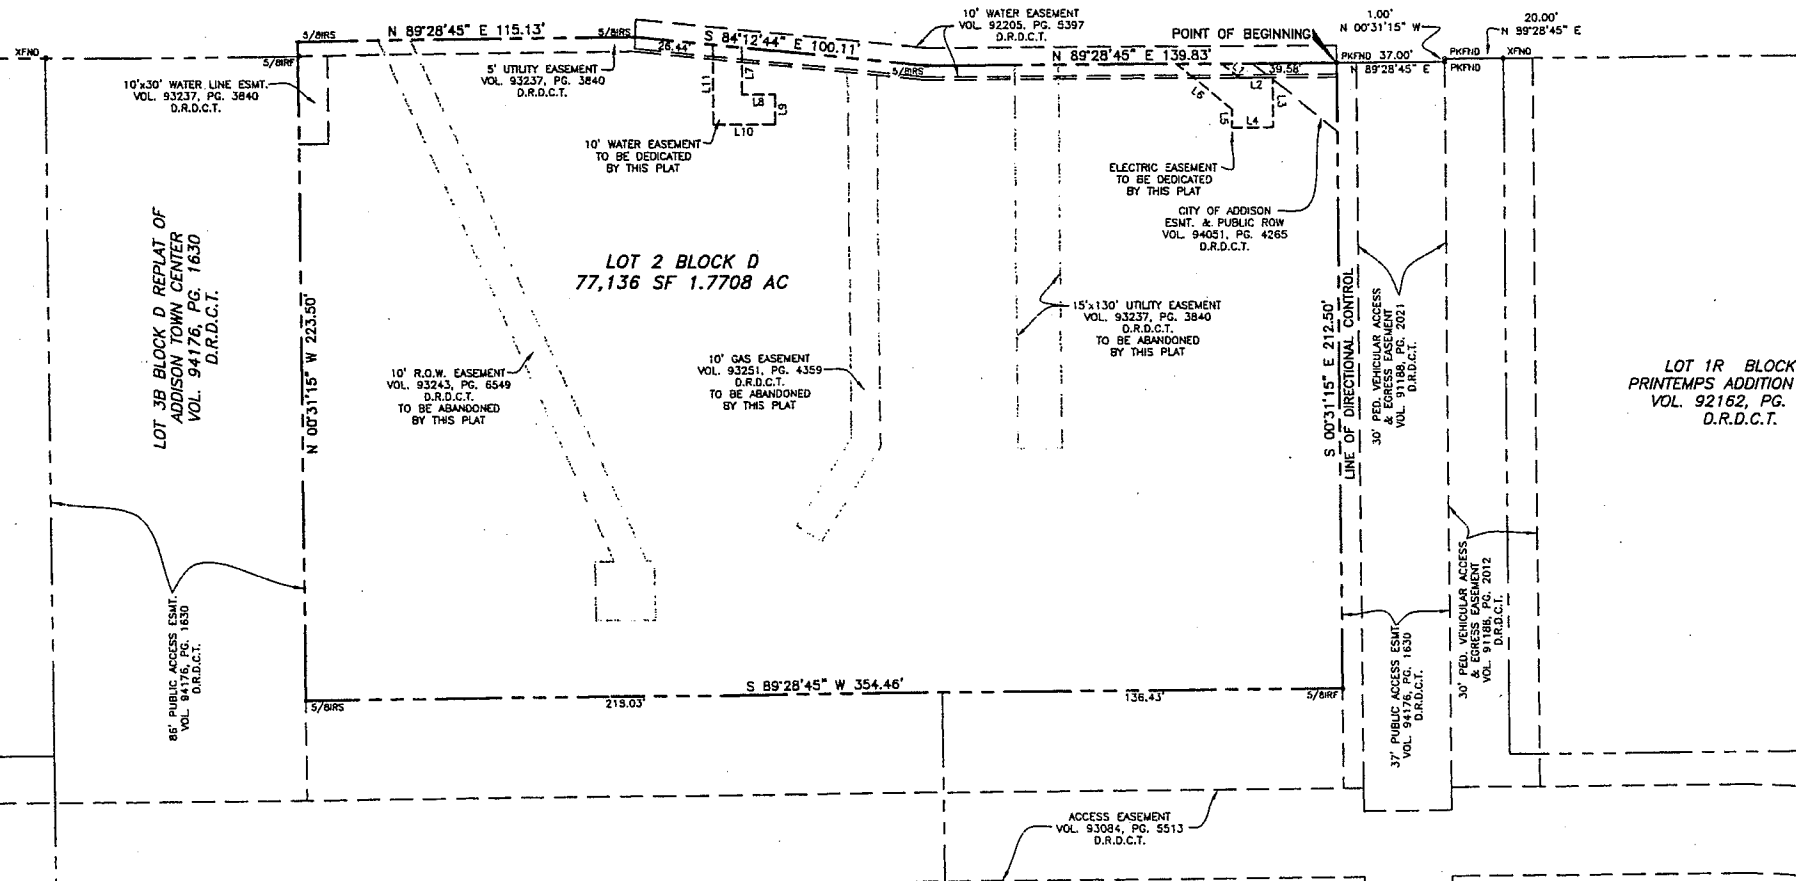 XFND
5/8IRS
N 89°28'45" E 115.13'
5/8IRS
5/8IRF
26.44'
S 84°12'44" E 100.11'
10' WATER EASEMENT
VOL. 92205, PG. 5397
D.R.D.C.T.
N 89°28'45" E 139.83'
5/8IRS
39.58'
POINT OF BEGINNING
1.00'
N 00°31'15" W
20.00'
N 89°28'45" E
PKFND 37.00'
N 89°28'45" E
PKFND
PKFND
XFND
10'x30' WATER LINE ESMT.
VOL. 93237, PG. 3840
D.R.D.C.T.
5' UTILITY EASEMENT
VOL. 93237, PG. 3840
D.R.D.C.T.
L11
L7
L8
L9
L10
10' WATER EASEMENT
TO BE DEDICATED
BY THIS PLAT
L6
L2
L3
L5
L4
ELECTRIC EASEMENT
TO BE DEDICATED
BY THIS PLAT
CITY OF ADDISON
ESMT. & PUBLIC ROW
VOL. 94051, PG. 4265
D.R.D.C.T.
LOT 3B BLOCK D REPLAT OF
ADDISON TOWN CENTER
VOL. 94176, PG. 1630
D.R.D.C.T.
N 00°31'15" W 223.50'
LOT 2 BLOCK D
77,136 SF 1.7708 AC
10' R.O.W. EASEMENT
VOL. 93243, PG. 6549
D.R.D.C.T.
TO BE ABANDONED
BY THIS PLAT
10' GAS EASEMENT
VOL. 93251, PG. 4359
D.R.D.C.T.
TO BE ABANDONED
BY THIS PLAT
15'x130' UTILITY EASEMENT
VOL. 93237, PG. 3840
D.R.D.C.T.
TO BE ABANDONED
BY THIS PLAT
S 00°31'15" E 212.50'
LINE OF DIRECTIONAL CONTROL
30' PED. VEHICULAR ACCESS
& EGRESS EASEMENT
VOL. 91188, PG. 2021
D.R.D.C.T.
LOT 1R BLOCK
PRINTEMPS ADDITION
VOL. 92162, PG.
D.R.D.C.T.
86' PUBLIC ACCESS ESMT.
VOL 94176, PG. 1630
D.R.D.C.T.
37' PUBLIC ACCESS ESMT.
VOL. 94176, PG. 1630
D.R.D.C.T.
30' PED. VEHICULAR ACCESS
& EGRESS EASEMENT
VOL. 91188, PG. 2012
D.R.D.C.T.
5/8IRS
219.03'
S 89°28'45" W 354.46'
136.43'
5/8IRF
ACCESS EASEMENT
VOL. 93084, PG. 5513
D.R.D.C.T.